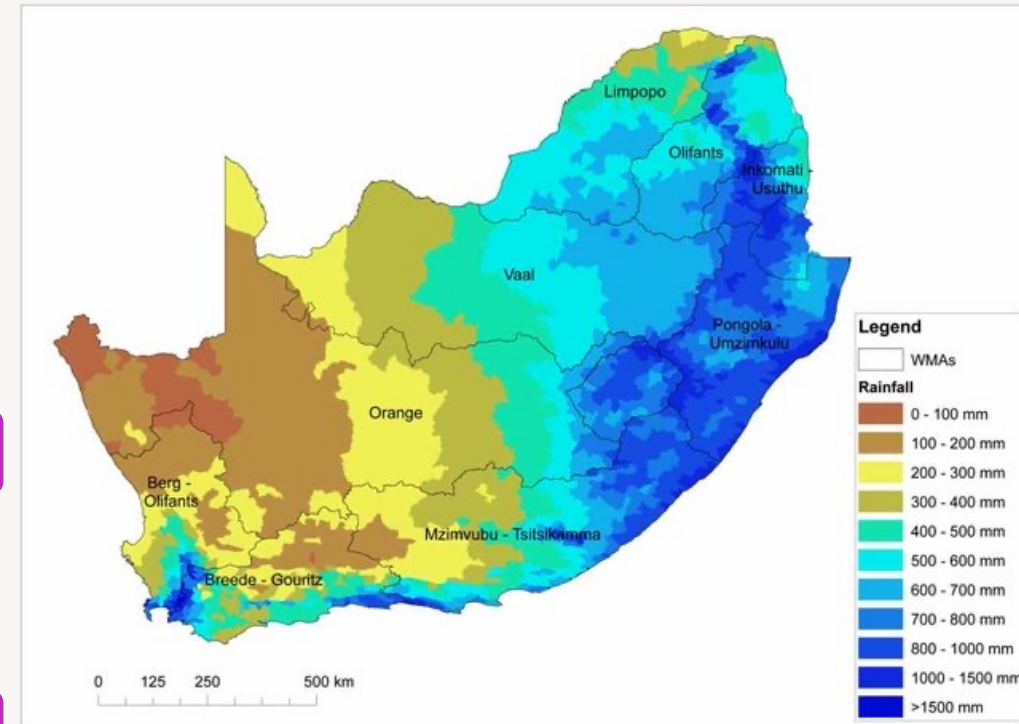 Limpopo
Olifants
Inkomati -
Usuthu
Vaal
Pongola -
Umzimkulu
Orange
Berg -
Olifants
Mzimvubu - Tsitsikamma
Breede - Gouritz
0 125 250 500 km
Legend
WMAs
Rainfall
0 - 100 mm
100 - 200 mm
200 - 300 mm
300 - 400 mm
400 - 500 mm
500 - 600 mm
600 - 700 mm
700 - 800 mm
800 - 1000 mm
1000 - 1500 mm
>1500 mm